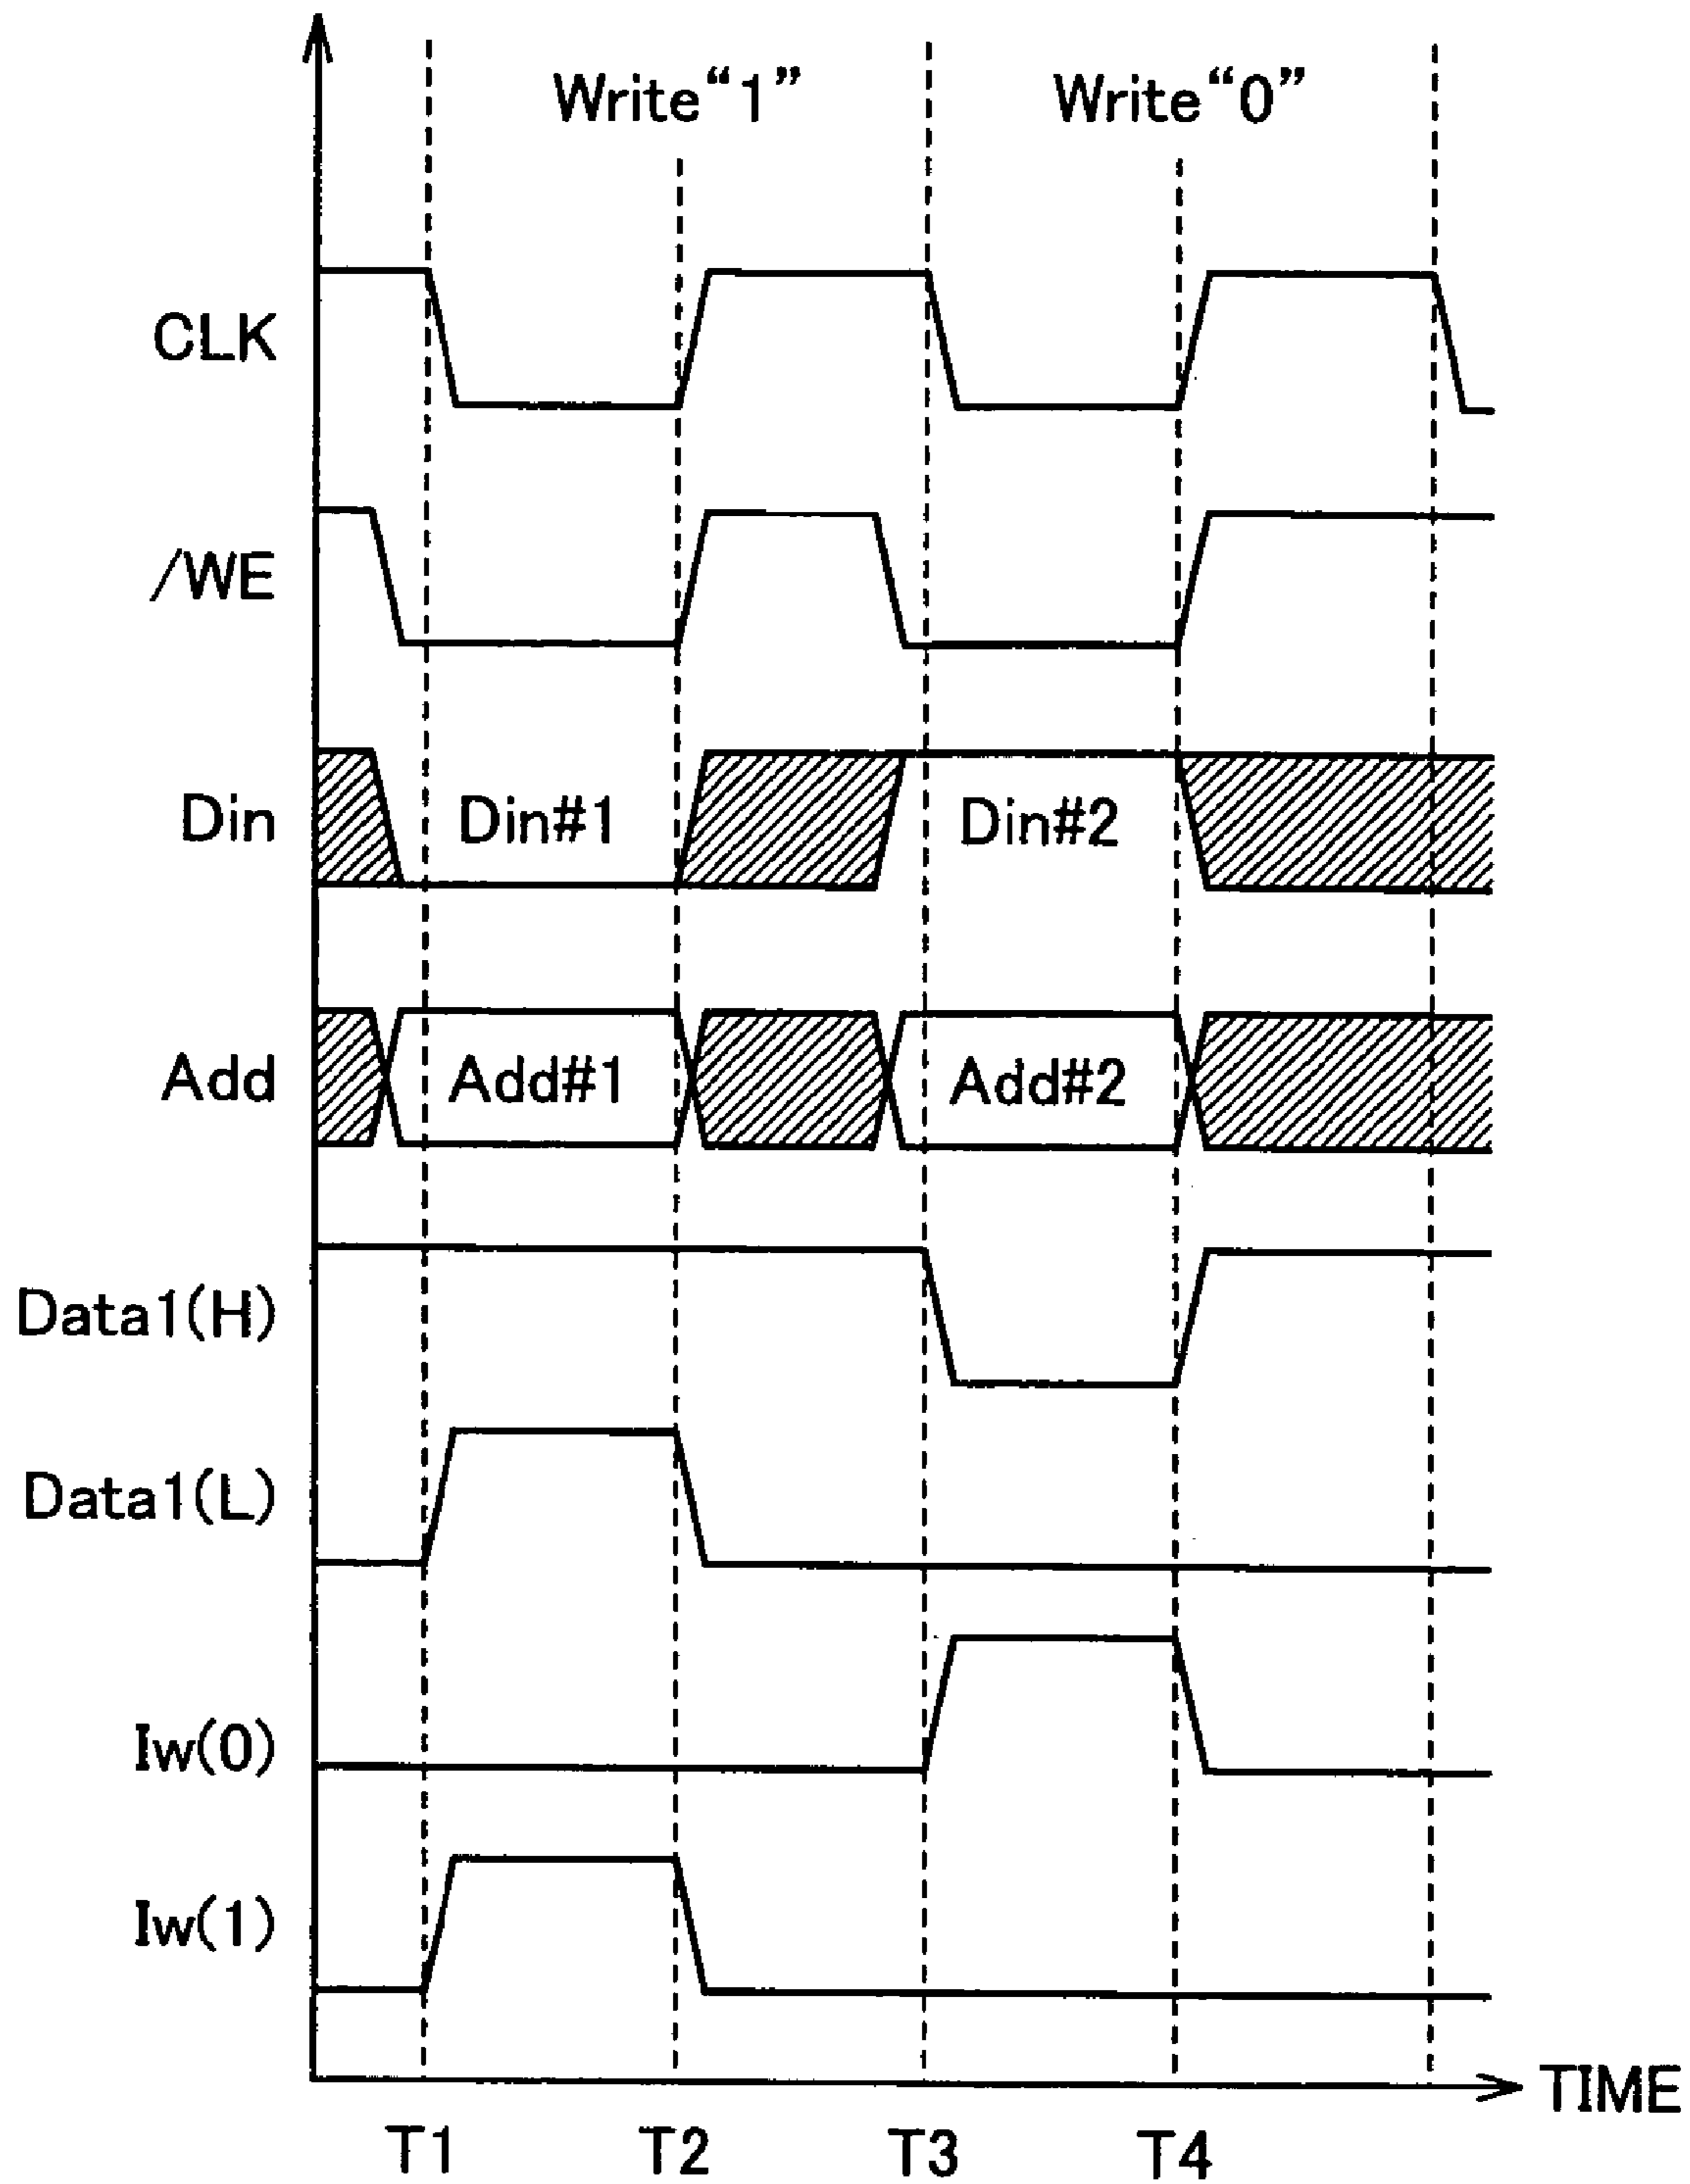 Write“1” Write“0”
CLK
/WE
Din Din#1 Din#2
Add Add#1 Add#2
Data1(H)
Data1(L)
Iw(0)
Iw(1)
TIME
T1 T2 T3 T4